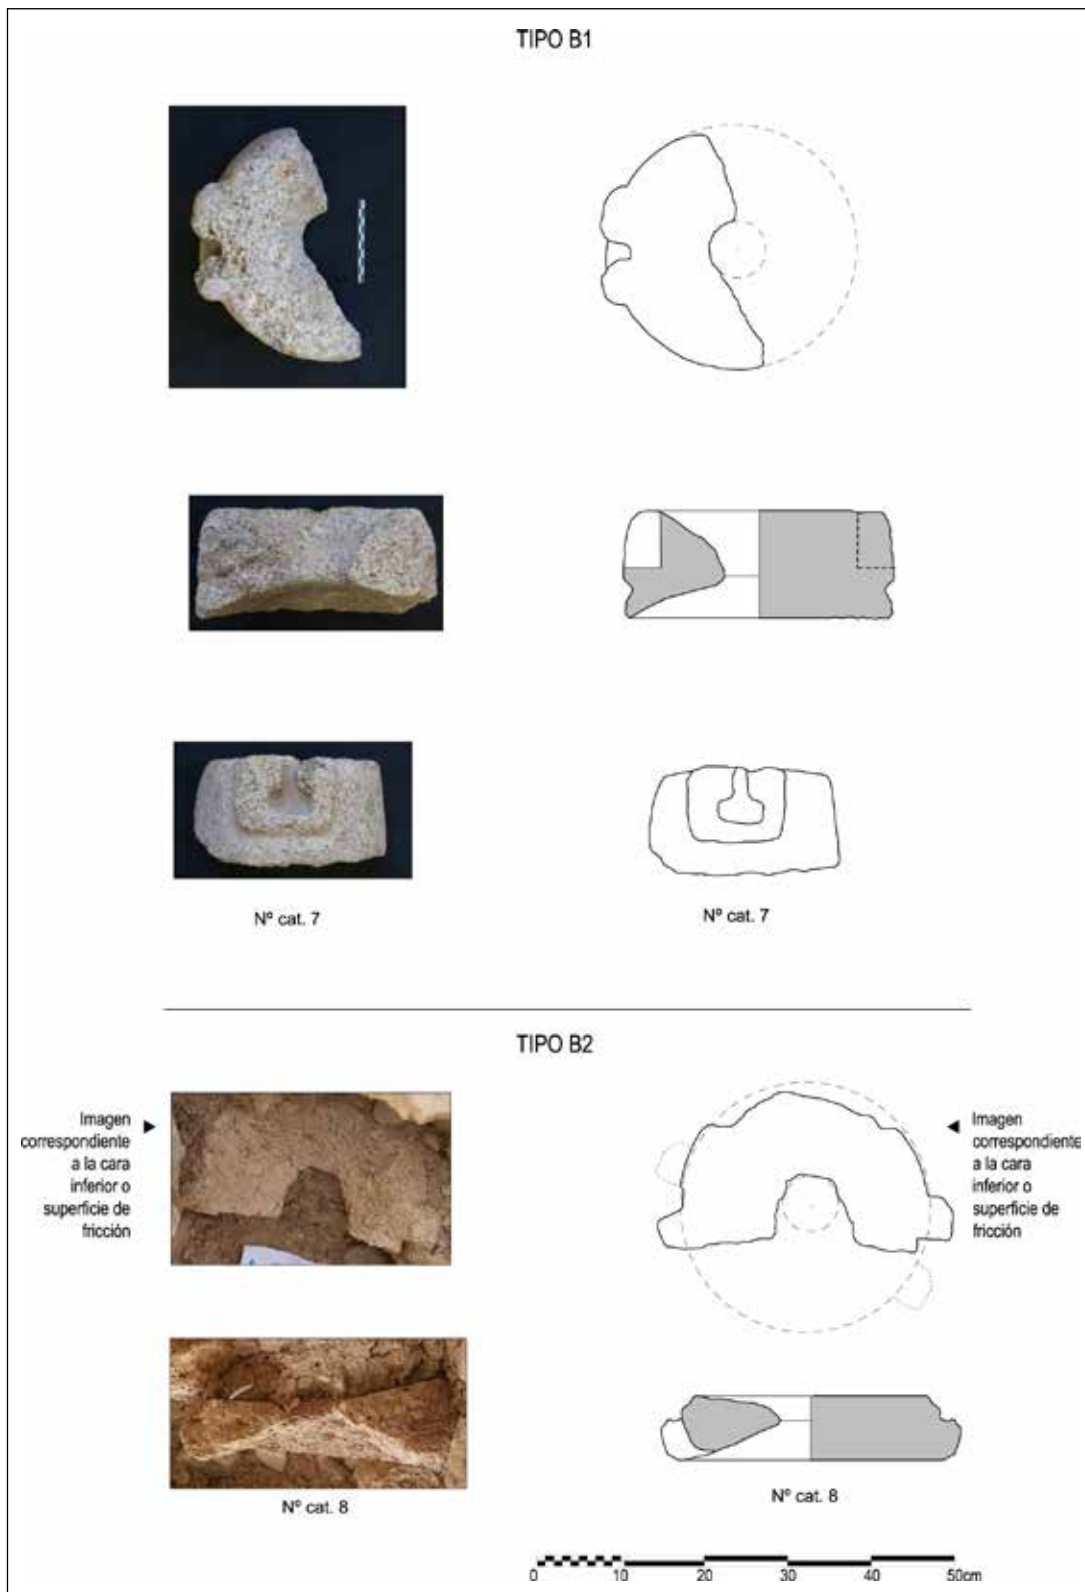 TIPO B1
Nº cat. 7
Nº cat. 7
TIPO B2
Imagen
correspondiente
a la cara
inferior o
superficie de
fricción
Imagen
correspondiente
a la cara
inferior o
superficie de
fricción
Nº cat. 8
Nº cat. 8
0 10 20 30 40 50cm